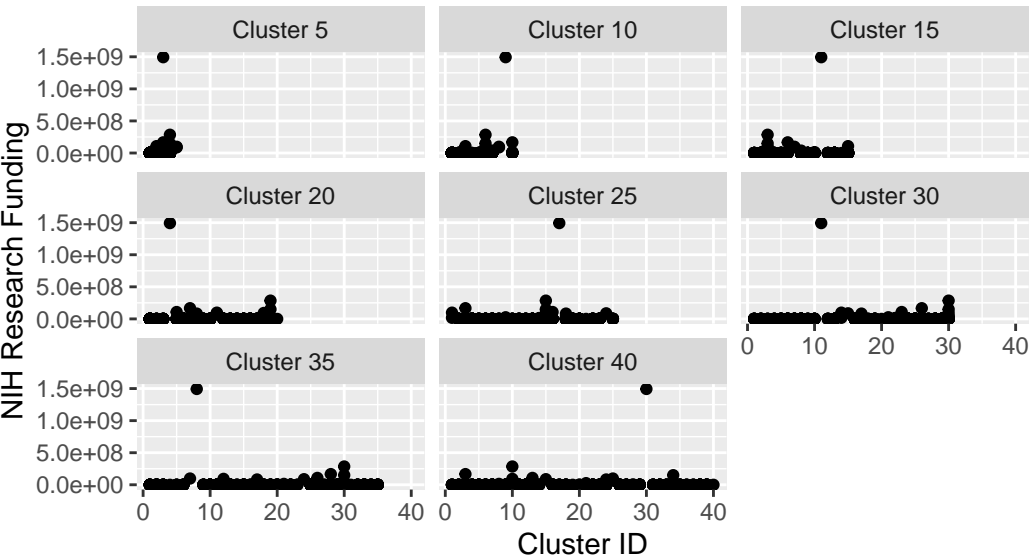 Cluster 5 Cluster 10 Cluster 15
1.5e+09
1.0e+09
5.0e+08
0.0e+00
Cluster 20 Cluster 25 Cluster 30
1.5e+09
1.0e+09
5.0e+08
0.0e+00
0 10 20 30 40
Cluster 35 Cluster 40
1.5e+09
1.0e+09
5.0e+08
0.0e+00
0 10 20 30 40 0 10 20 30 40
Cluster ID
NIH Research Funding